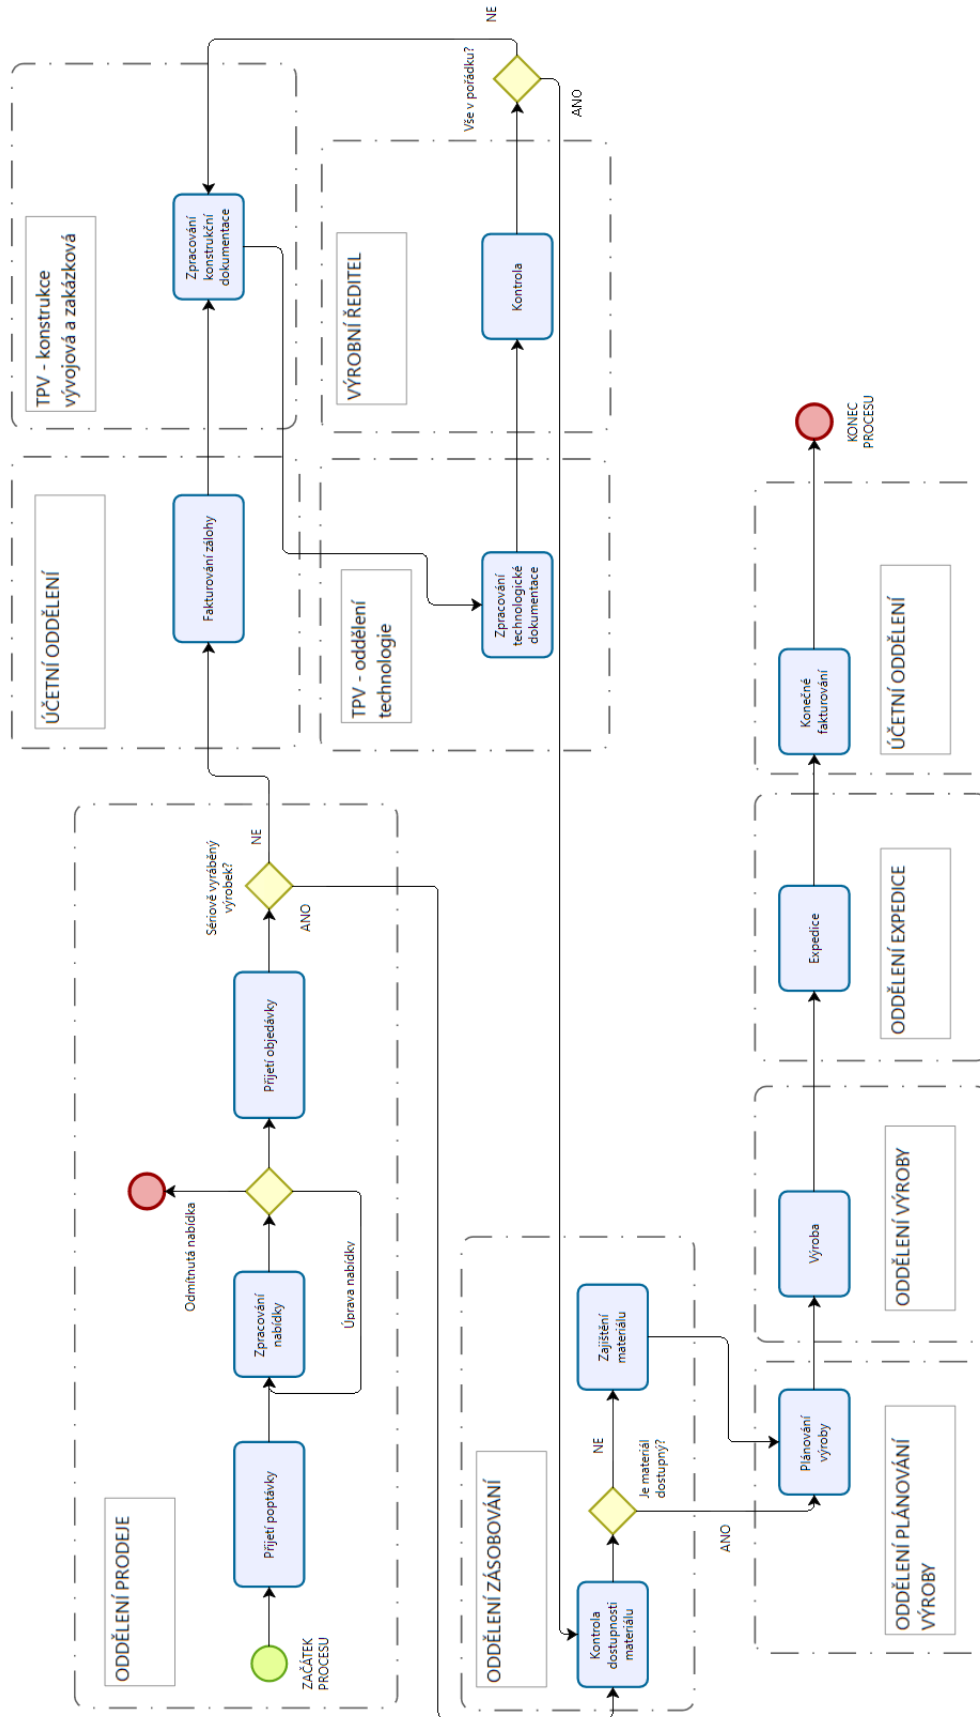 ODDĚLENÍ PRODEJE
ZAČÁTEK
PROCESU
Přijetí poptávky
Zpracování
nabídky
Odmítnutá nabídka
Úprava nabídky
Přijetí objedávky
Sériově vyráběný
výrobek?
NE
ANO
ÚČETNÍ ODDĚLENÍ
Fakturování zálohy
TPV - konstrukce
vývojová a zakázková
Zpracování
konstrukční
dokumentace
TPV - oddělení
technologie
Zpracování
technologické
dokumentace
VÝROBNÍ ŘEDITEL
Kontrola
Vše v pořádku?
NE
ANO
ODDĚLENÍ ZÁSOBOVÁNÍ
Kontrola
dostupnosti
materiálu
Je materiál
dostupný?
NE
ANO
Zajištění
materiálu
ODDĚLENÍ PLÁNOVÁNÍ
VÝROBY
Plánování
výroby
ODDĚLENÍ VÝROBY
Výroba
ODDĚLENÍ EXPEDICE
Expedice
ÚČETNÍ ODDĚLENÍ
Konečné
fakturování
KONEC
PROCESU